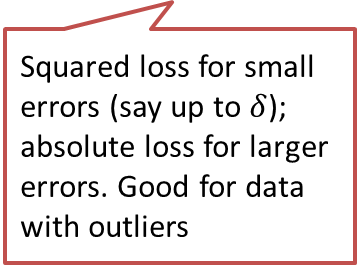 Squared loss for small
errors (say up to 𝛿);
absolute loss for larger
errors. Good for data
with outliers